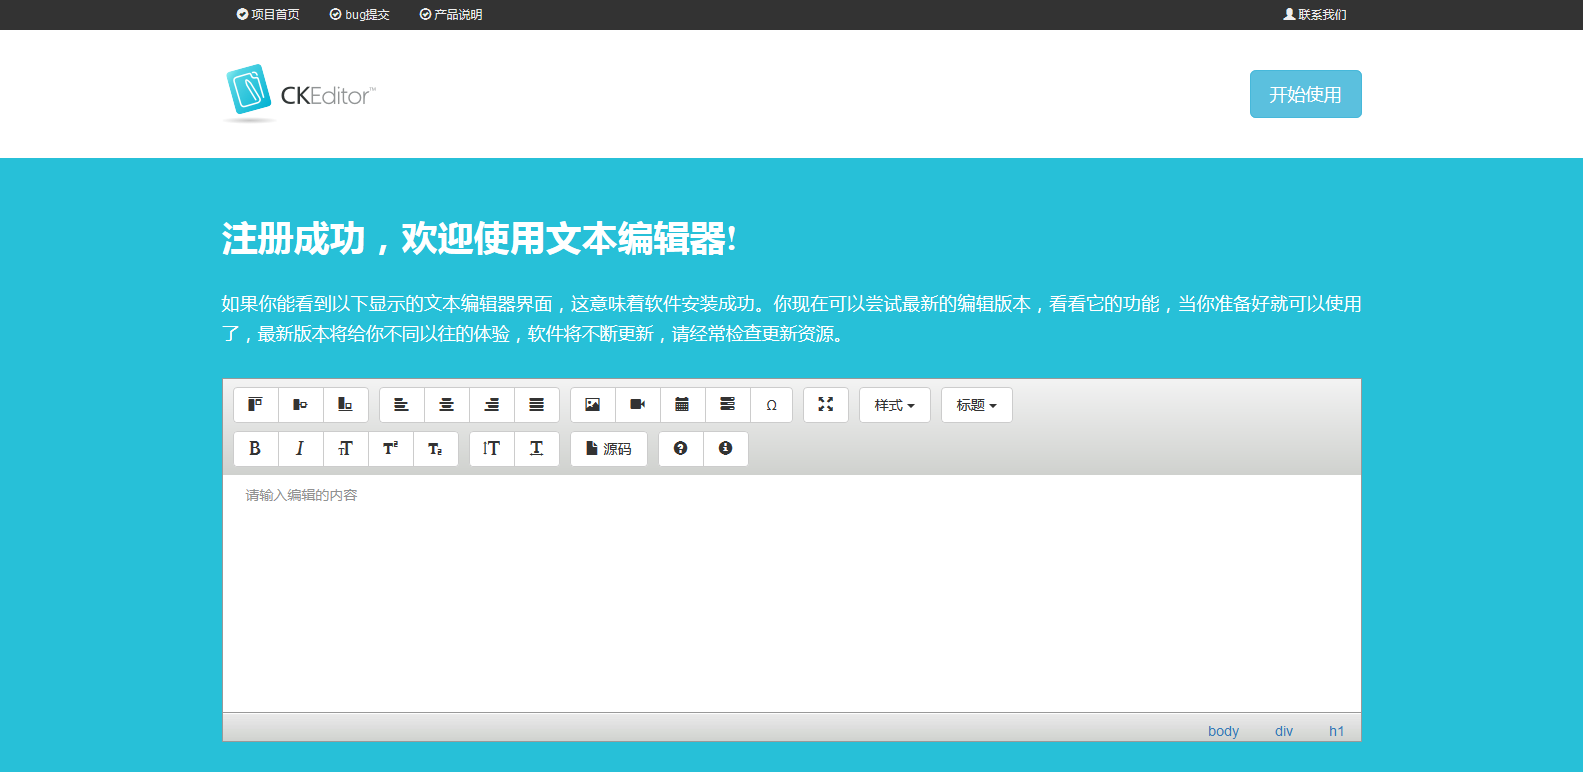 项目首页 bug提交 产品说明 联系我们
CKEditor™
开始使用
注册成功，欢迎使用文本编辑器!
如果你能看到以下显示的文本编辑器界面，这意味着软件安装成功。你现在可以尝试最新的编辑版本，看看它的功能，当你准备好就可以使用
了，最新版本将给你不同以往的体验，软件将不断更新，请经常检查更新资源。
Ω 样式 标题
B I T T² T₂ T T 源码
请输入编辑的内容
body div h1